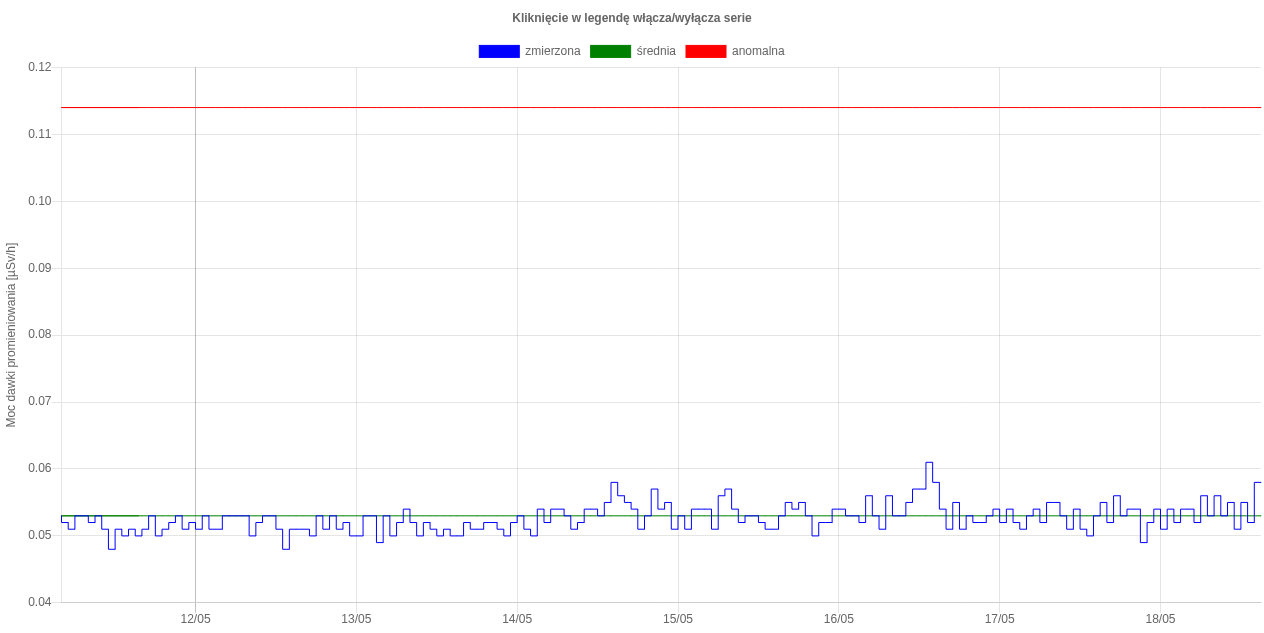 Kliknięcie w legendę włącza/wyłącza serie
zmierzona średnia anomalna
Moc dawki promieniowania [µSv/h]
0.12
0.11
0.10
0.09
0.08
0.07
0.06
0.05
0.04
12/05 13/05 14/05 15/05 16/05 17/05 18/05